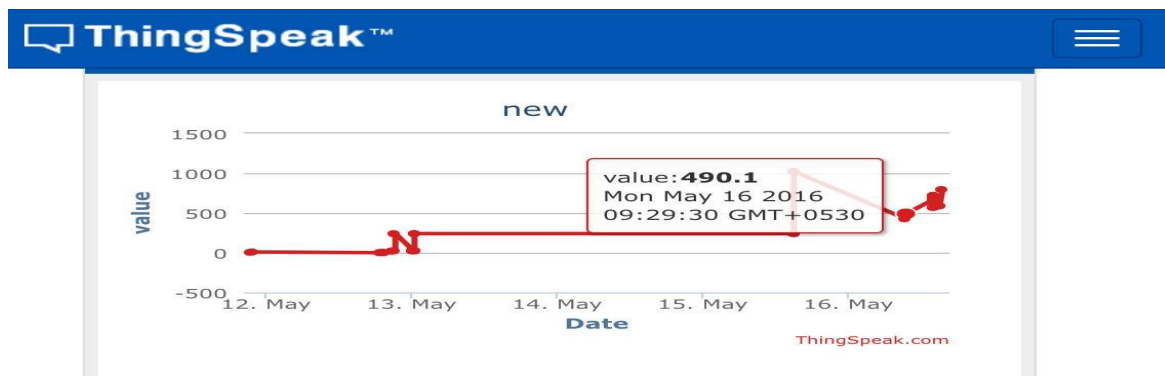 ThingSpeak™
new
1500
1000
500
0
-500
value
value:490.1
Mon May 16 2016
09:29:30 GMT+0530
12. May 13. May 14. May 15. May 16. May
Date
ThingSpeak.com